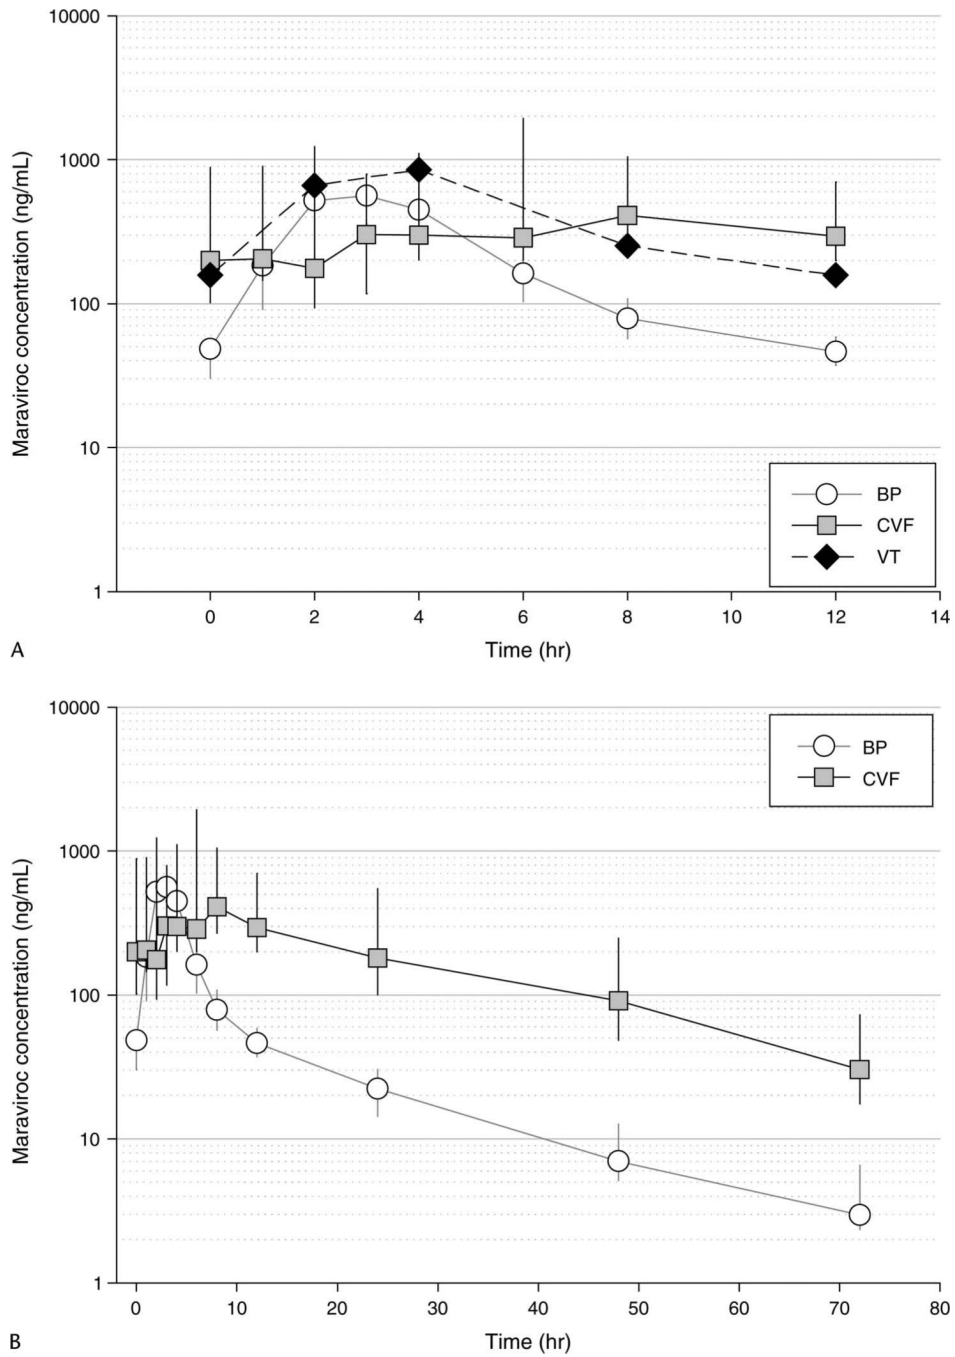 10000
1000
100
10
1
Maraviroc concentration (ng/mL)
BP
CVF
VT
0 2 4 6 8 10 12 14
Time (hr)
A
10000
1000
100
10
1
Maraviroc concentration (ng/mL)
BP
CVF
0 10 20 30 40 50 60 70 80
Time (hr)
B